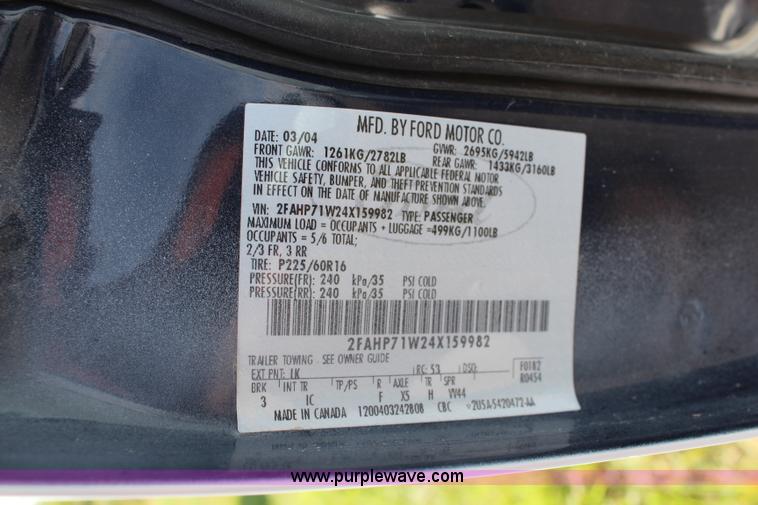 MFD. BY FORD MOTOR CO.
DATE: 03/04 GVWR: 2695KG/5942LB
FRONT GAWR: 1261KG/2782LB REAR GAWR: 1433KG/3160LB
THIS VEHICLE CONFORMS TO ALL APPLICABLE FEDERAL MOTOR
VEHICLE SAFETY, BUMPER, AND THEFT PREVENTION STANDARDS
IN EFFECT ON THE DATE OF MANUFACTURE SHOWN ABOVE.
VIN: 2FAHP71W24X159982 TYPE: PASSENGER
MAXIMUM LOAD = OCCUPANTS + LUGGAGE =499KG/1100LB
OCCUPANTS = 5/6 TOTAL;
2/3 FR, 3 RR
TIRE: P225/60R16
PRESSURE(FR): 240 kPa/35 PSI COLD
PRESSURE(RR): 240 kPa/35 PSI COLD
2FAHP71W24X159982
TRAILER TOWING - SEE OWNER GUIDE
EXT PNT: LK RC: 53 DSO: F0182
BRK INT TR TP/PS R AXLE TR SPR R0454
3 IC F X5 H VV44
MADE IN CANADA 1200403242808 CBC
www.purplewave.com